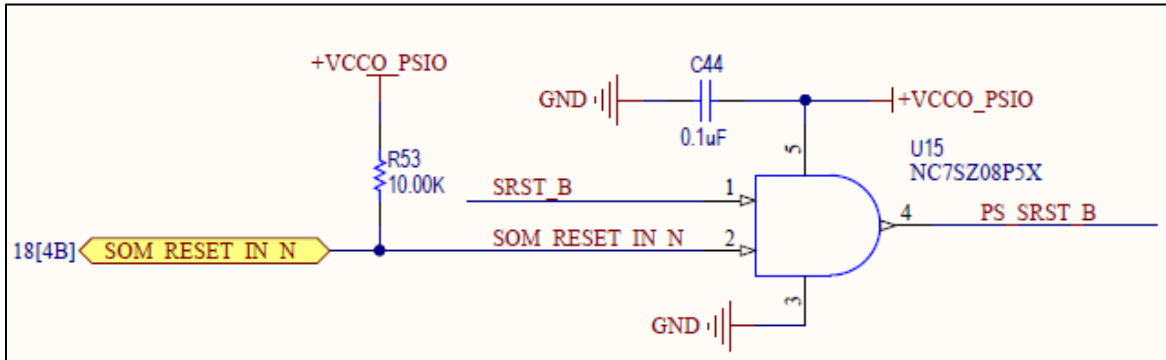 +VCCO_PSIO
C44
GND
+VCCO_PSIO
0.1uF
R53
10.00K
5
U15
NC7SZ08P5X
SRST_B
1
4
PS_SRST_B
18[4B]
SOM_RESET_IN_N
SOM_RESET_IN_N
2
3
GND